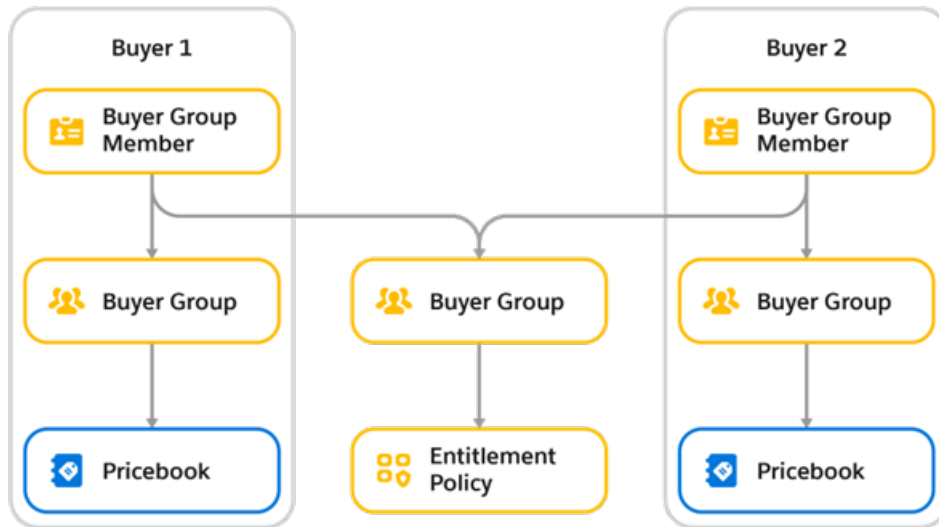 Buyer 1
Buyer 2
Buyer Group
Member
Buyer Group
Member
Buyer Group
Buyer Group
Buyer Group
Pricebook
Entitlement
Policy
Pricebook